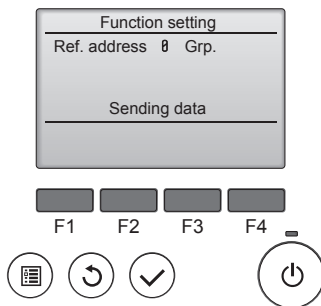 Function setting
Ref. address 0 Grp.
Sending data
F1 F2 F3 F4